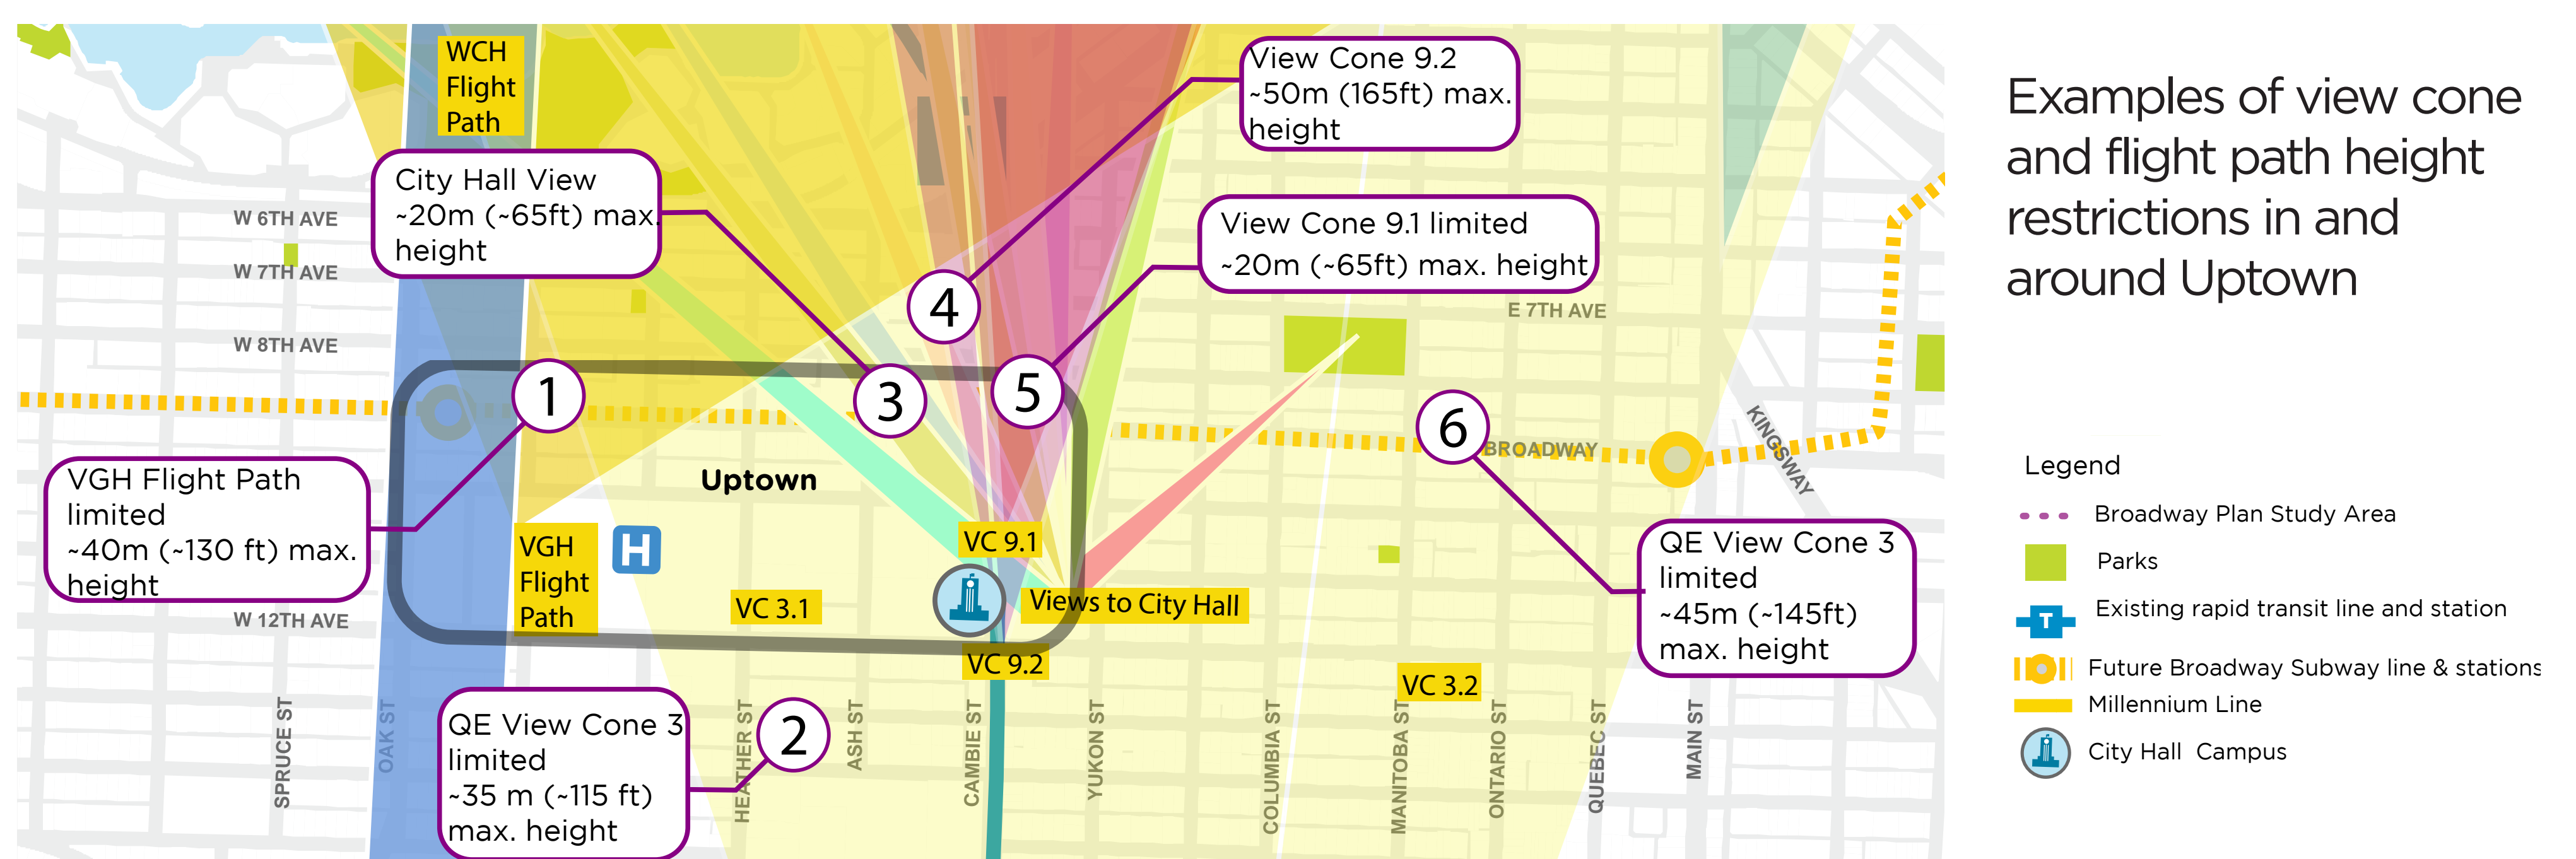 Examples of view cone
and flight path height
restrictions in and
around Uptown
WCH
Flight
Path
City Hall View
~20m (~65ft) max.
height
View Cone 9.2
~50m (165ft) max.
height
View Cone 9.1 limited
~20m (~65ft) max. height
W 6TH AVE
W 7TH AVE
W 8TH AVE
E 7TH AVE
4
1
3
5
6
BROADWAY
KINGSWAY
Uptown
VGH Flight Path
limited
~40m (~130 ft) max.
height
VGH
Flight
Path
H
VC 9.1
VC 3.1
Views to City Hall
VC 9.2
QE View Cone 3
limited
~45m (~145ft)
max. height
W 12TH AVE
VC 3.2
QE View Cone 3
limited
~35 m (~115 ft)
max. height
2
SPRUCE ST
OAK ST
HEATHER ST
ASH ST
CAMBIE ST
YUKON ST
COLUMBIA ST
MANITOBA ST
ONTARIO ST
QUEBEC ST
MAIN ST
Legend
Broadway Plan Study Area
Parks
T
Existing rapid transit line and station
Future Broadway Subway line & stations
Millennium Line
City Hall Campus